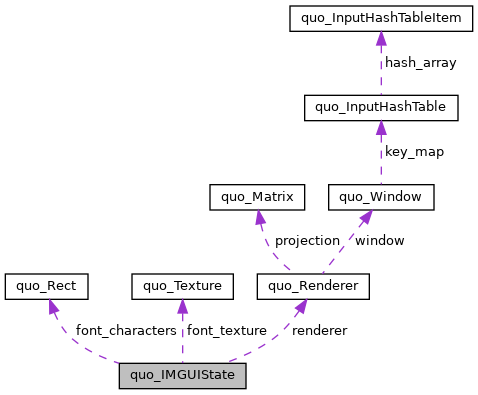 quo_InputHashTableItem
hash_array
quo_InputHashTable
key_map
quo_Matrix
quo_Window
projection
window
quo_Rect
quo_Texture
quo_Renderer
font_characters
font_texture
renderer
quo_IMGUIState